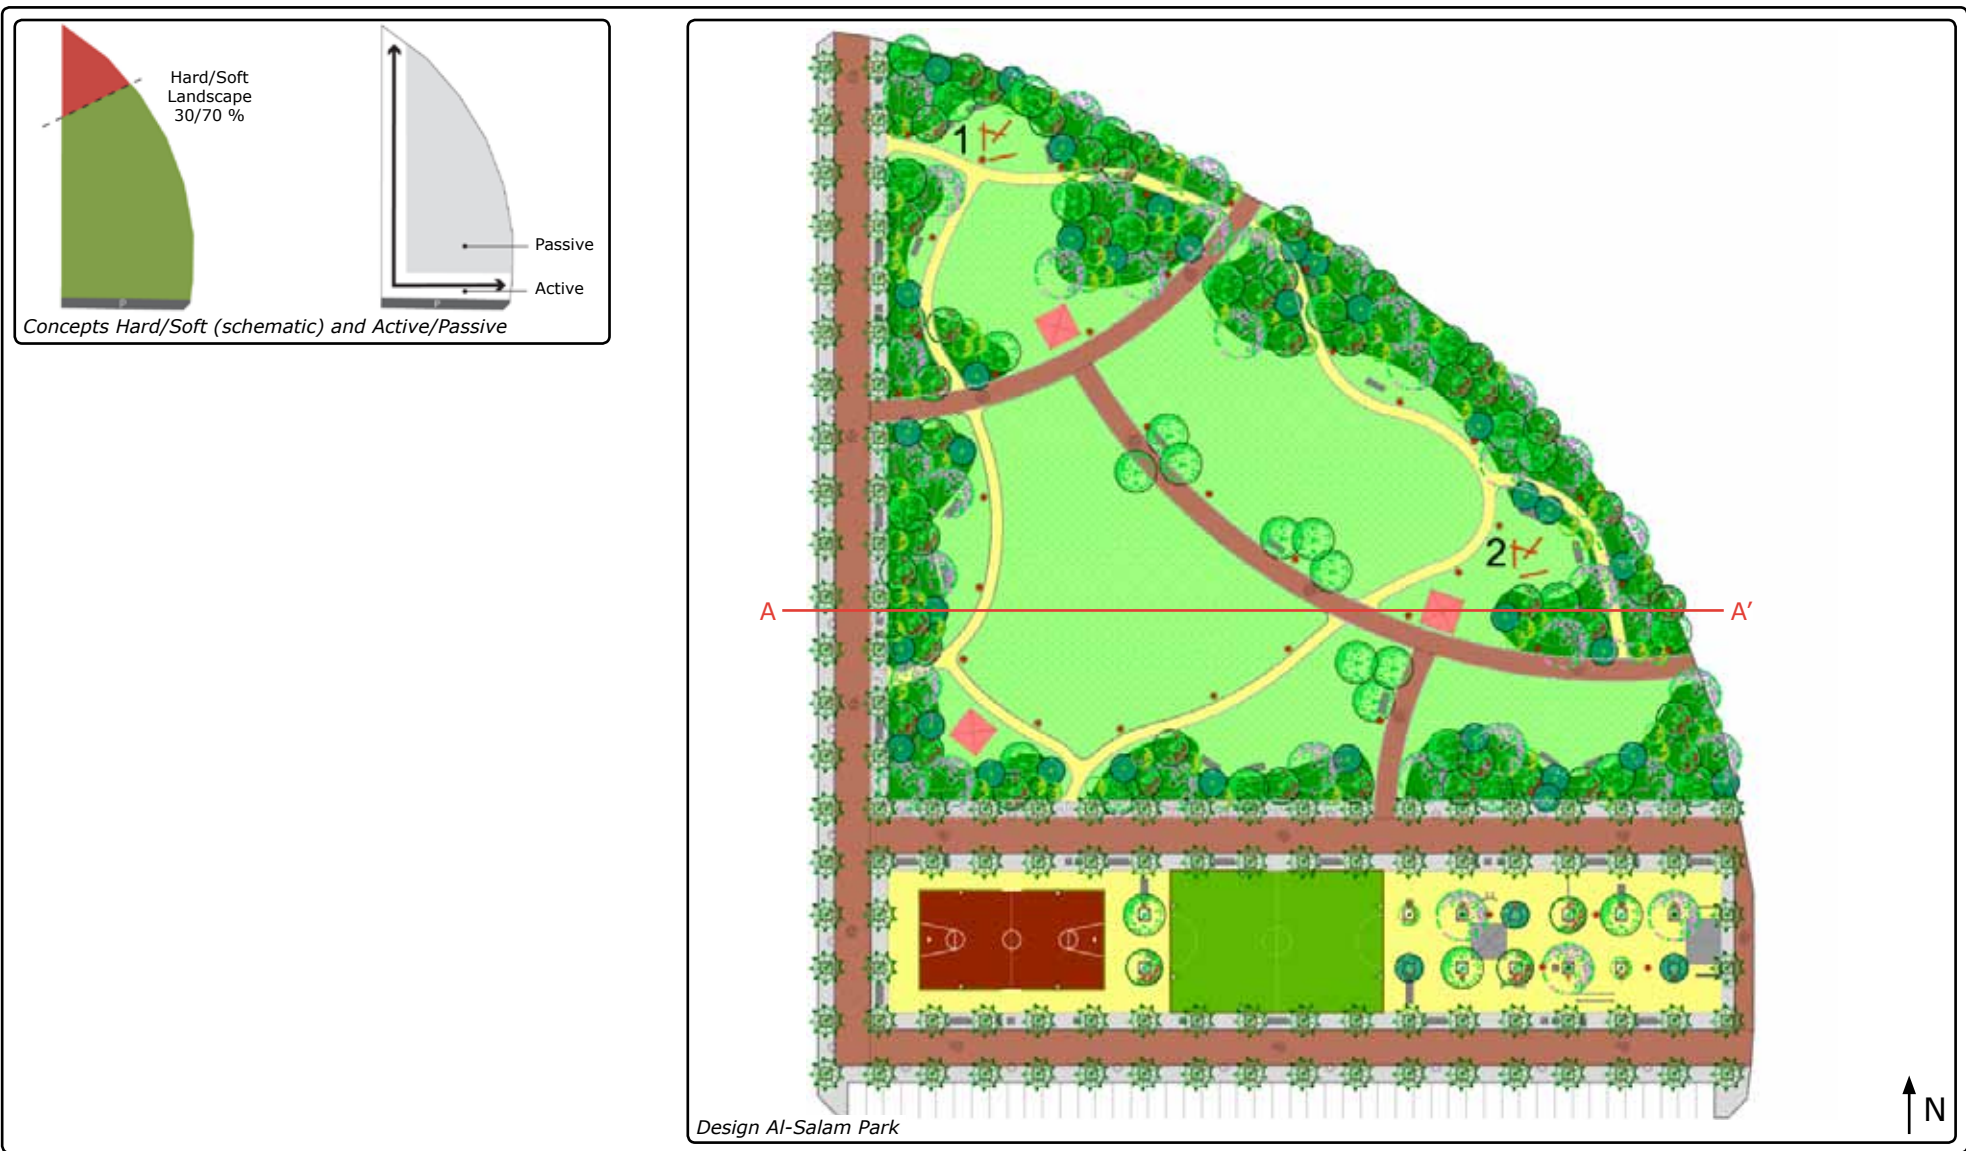 Hard/Soft
Landscape
30/70 %
P
Passive
Active
P
Concepts Hard/Soft (schematic) and Active/Passive
1
2
A
A’
N
Design Al-Salam Park